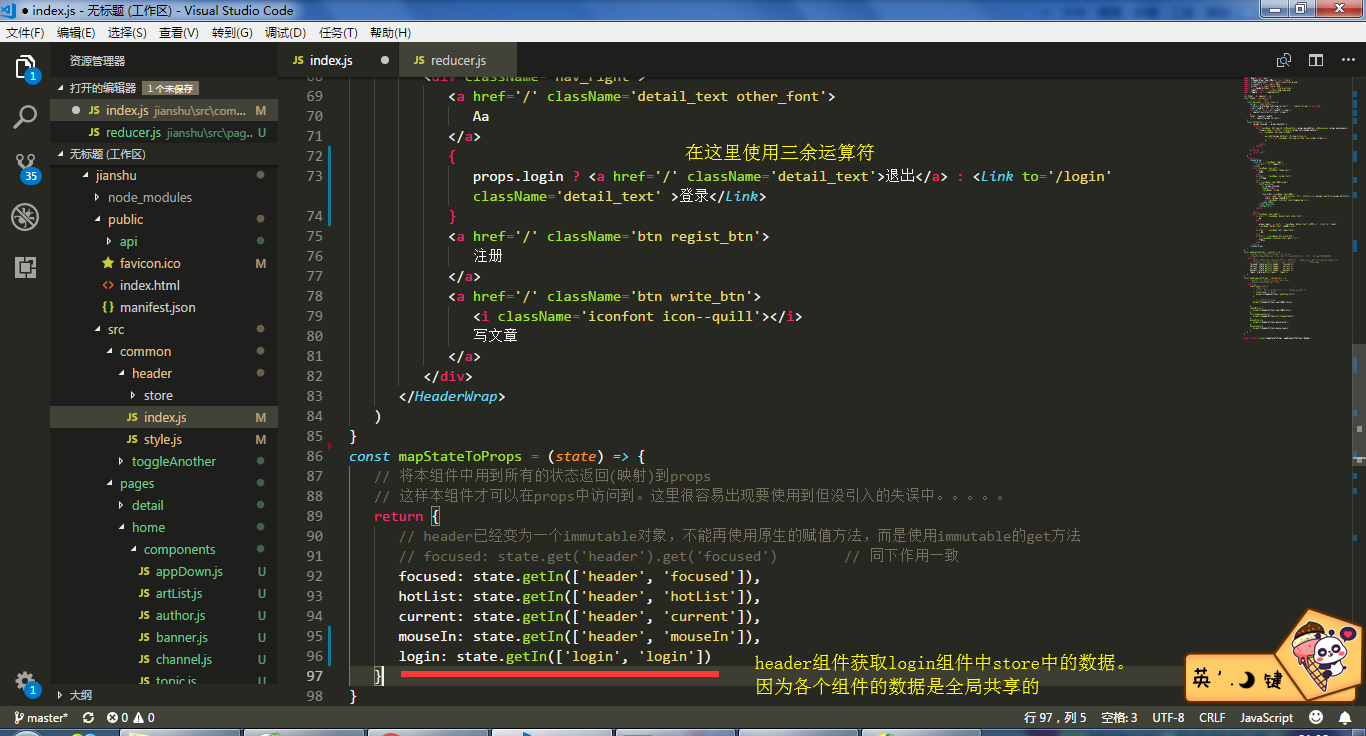 ● index.js - 无标题 (工作区) - Visual Studio Code
文件(F) 编辑(E) 选择(S) 查看(V) 转到(G) 调试(D) 任务(T) 帮助(H)
资源管理器
JS index.js ●
JS reducer.js
1
打开的编辑器 1 个未保存
● JS index.js jianshu\src\com... M
JS reducer.js jianshu\src\pag... U
无标题 (工作区)
35
jianshu
node_modules
public
api
favicon.ico M
index.html
manifest.json
src
common
header
store
JS index.js M
JS style.js M
toggleAnother
pages
detail
home
components
JS appDown.js U
JS artList.js U
JS author.js U
JS banner.js U
JS channel.js U
JS topic.js U
大纲
1
68 <div className='nav_right'>
69 <a href='/' className='detail_text other_font'>
70 Aa
71 </a>
72 {
在这里使用三余运算符
73 props.login ? <a href='/' className='detail_text'>退出</a> : <Link to='/login'
className='detail_text' >登录</Link>
74 }
75 <a href='/' className='btn regist_btn'>
76 注册
77 </a>
78 <a href='/' className='btn write_btn'>
79 <i className='iconfont icon--quill'></i>
80 写文章
81 </a>
82 </div>
83 </HeaderWrap>
84 )
85 }
86 const mapStateToProps = (state) => {
87 // 将本组件中用到所有的状态返回(映射)到props
88 // 这样本组件才可以在props中访问到。这里很容易出现要使用到但没引入的失误中。。。。。
89 return {
90 // header已经变为一个immutable对象，不能再使用原生的赋值方法，而是使用immutable的get方法
91 // focused: state.get('header').get('focused') // 同下作用一致
92 focused: state.getIn(['header', 'focused']),
93 hotList: state.getIn(['header', 'hotList']),
94 current: state.getIn(['header', 'current']),
95 mouseIn: state.getIn(['header', 'mouseIn']),
96 login: state.getIn(['login', 'login'])
97 }
98 }
header组件获取login组件中store中的数据。
因为各个组件的数据是全局共享的
英 ' . 键
master* 0 0
行 97，列 5 空格: 3 UTF-8 CRLF JavaScript